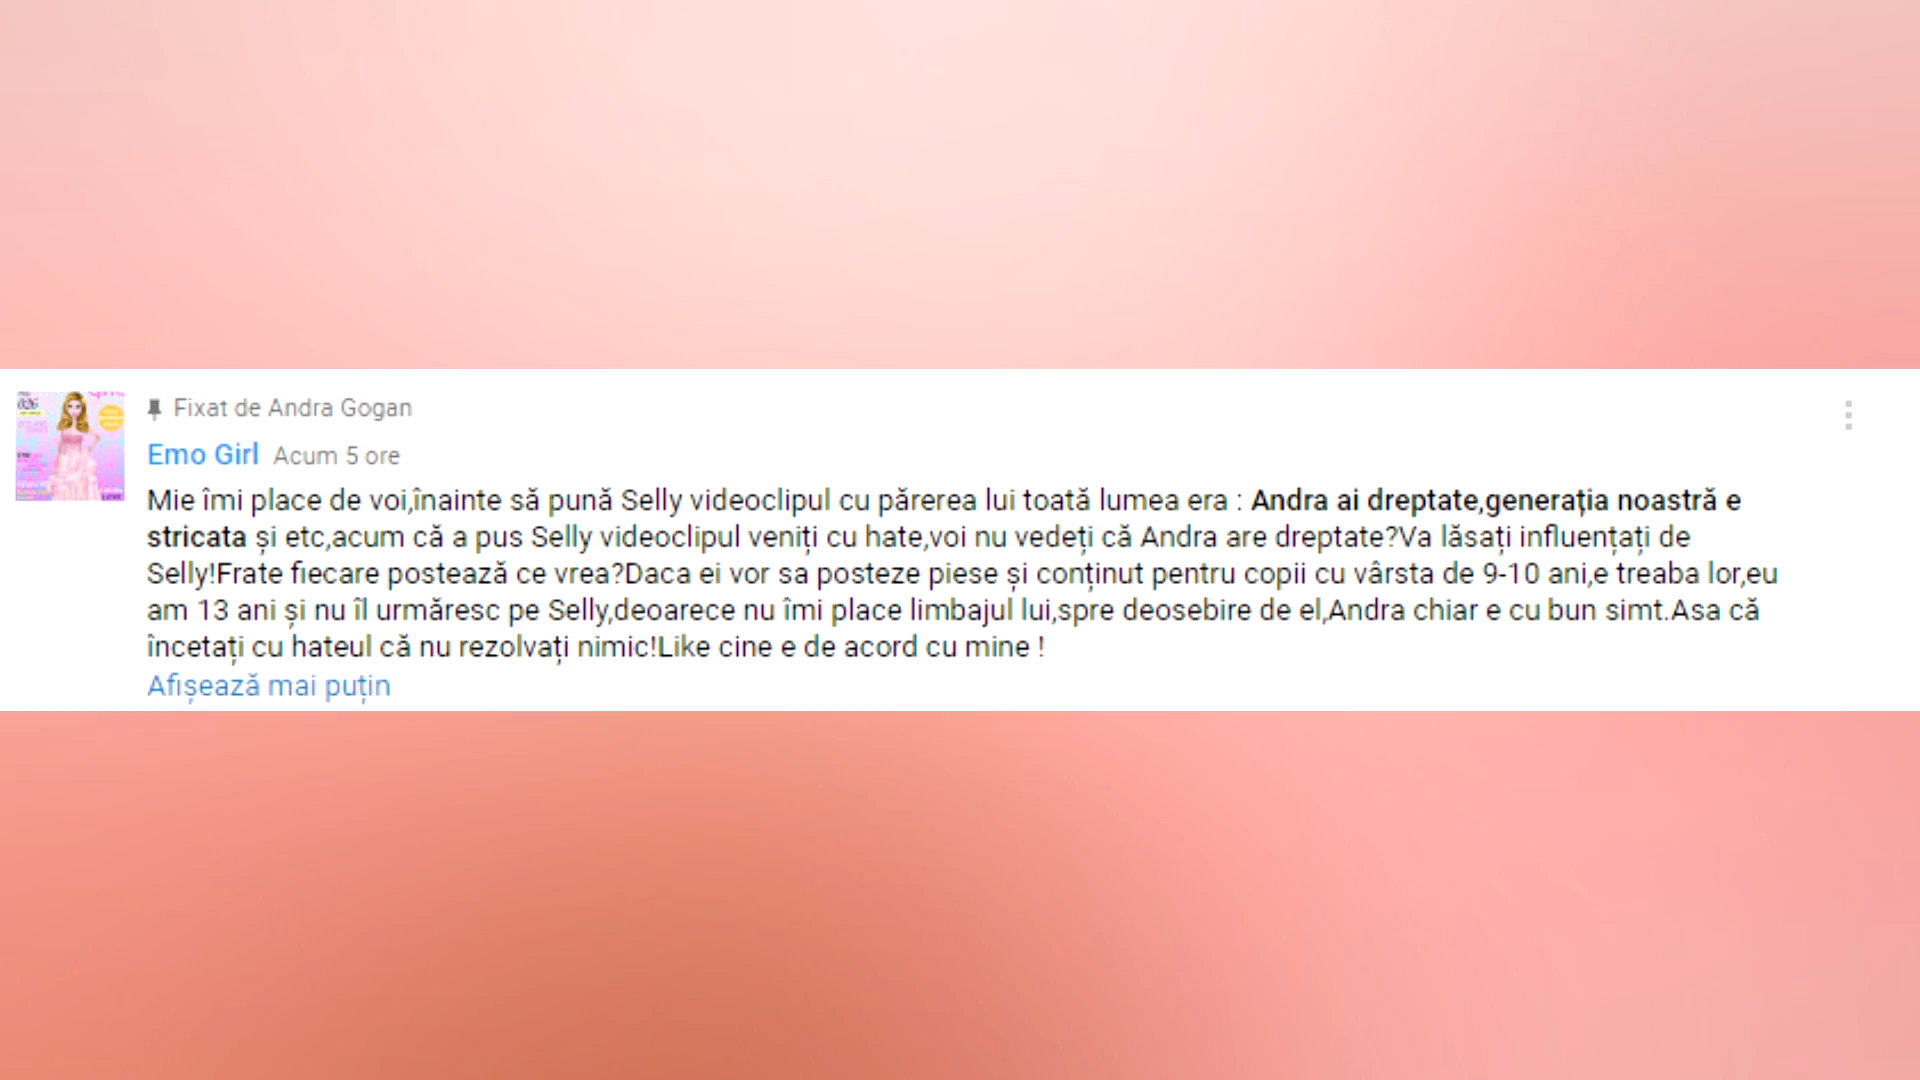 Fixat de Andra Gogan
Emo Girl Acum 5 ore
Mie îmi place de voi,înainte să pună Selly videoclipul cu părerea lui toată lumea era : Andra ai dreptate,generația noastră e
stricata și etc,acum că a pus Selly videoclipul veniți cu hate,voi nu vedeți că Andra are dreptate?Va lăsați influențați de
Selly!Frate fiecare postează ce vrea?Daca ei vor sa posteze piese și conținut pentru copii cu vârsta de 9-10 ani,e treaba lor,eu
am 13 ani și nu îl urmăresc pe Selly,deoarece nu îmi place limbajul lui,spre deosebire de el,Andra chiar e cu bun simt.Asa că
încetați cu hateul că nu rezolvați nimic!Like cine e de acord cu mine !
Afișează mai puțin